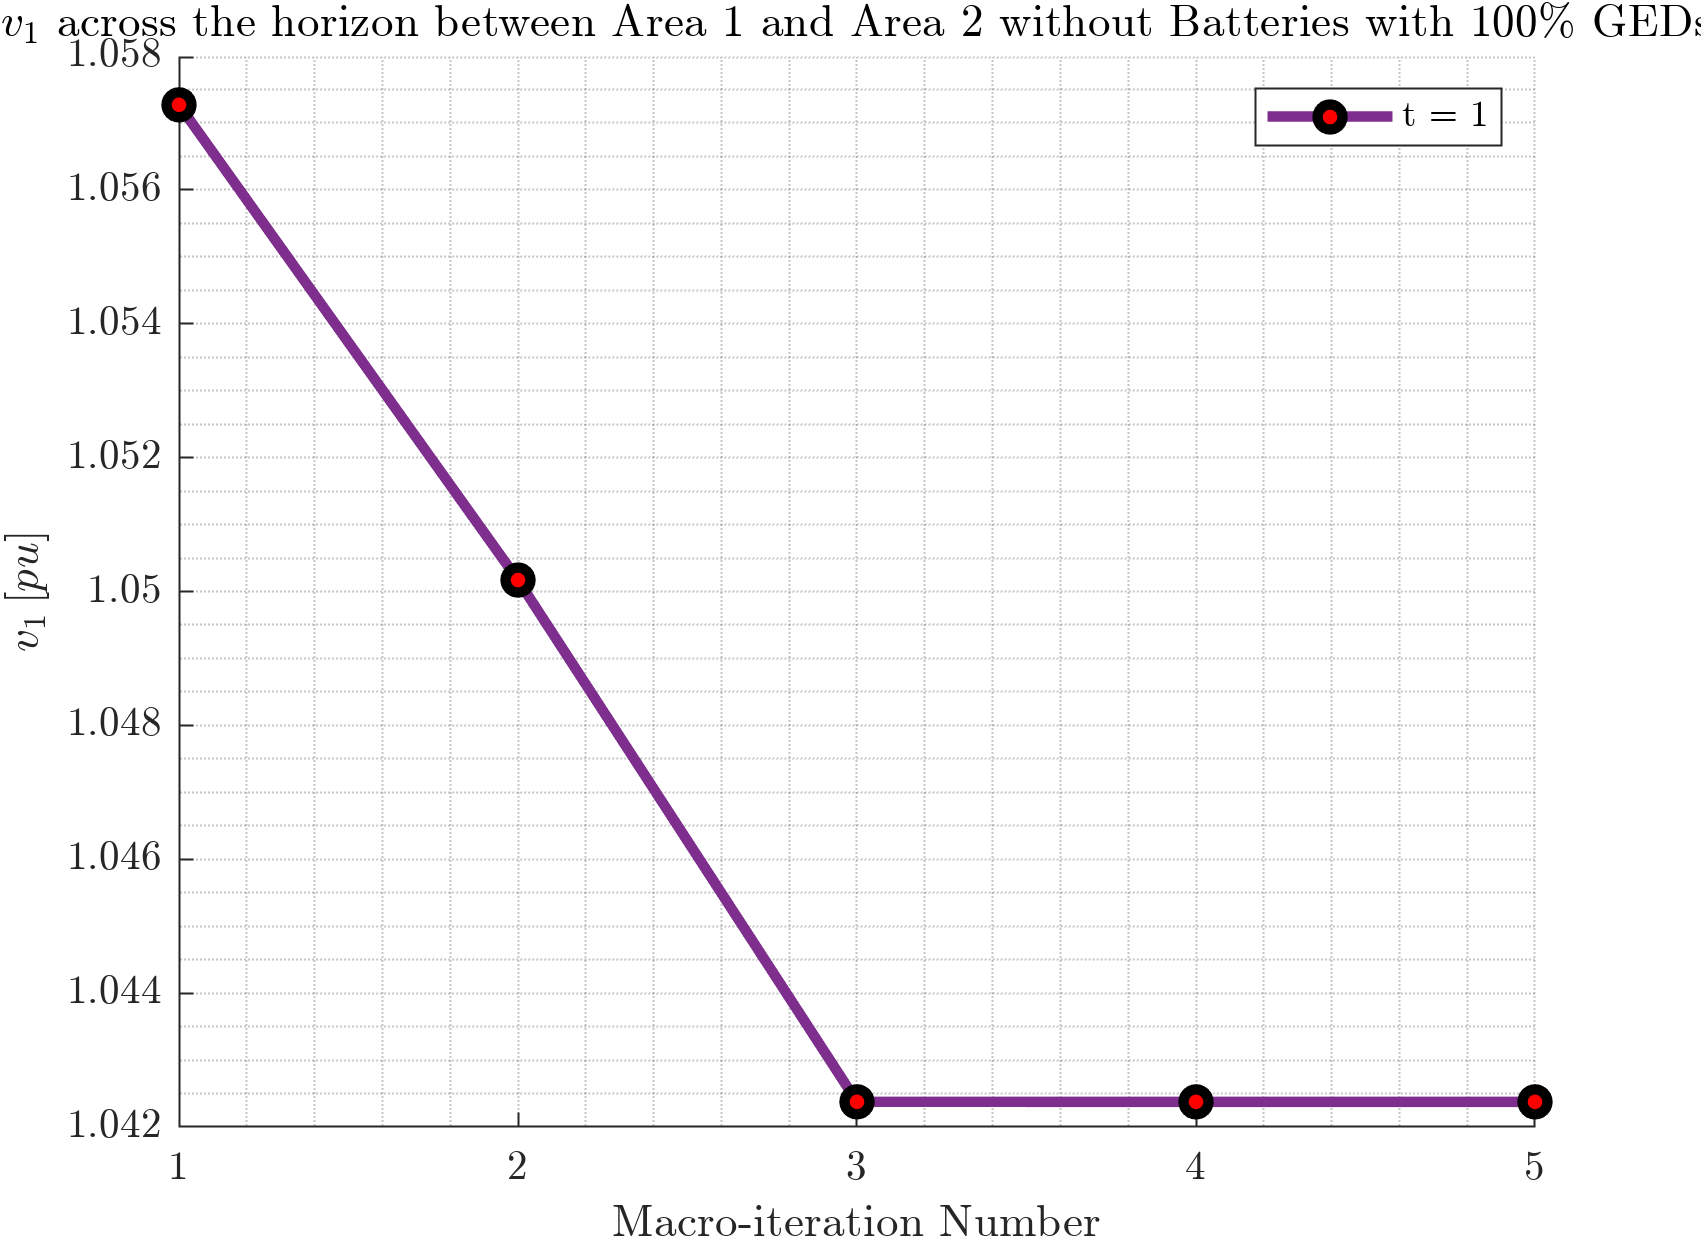 v₁ across the horizon between Area 1 and Area 2 without Batteries with 100% GEDs
t = 1
1.058
1.056
1.054
1.052
1.05
1.048
1.046
1.044
1.042
v₁ [pu]
1 2 3 4 5
Macro-iteration Number